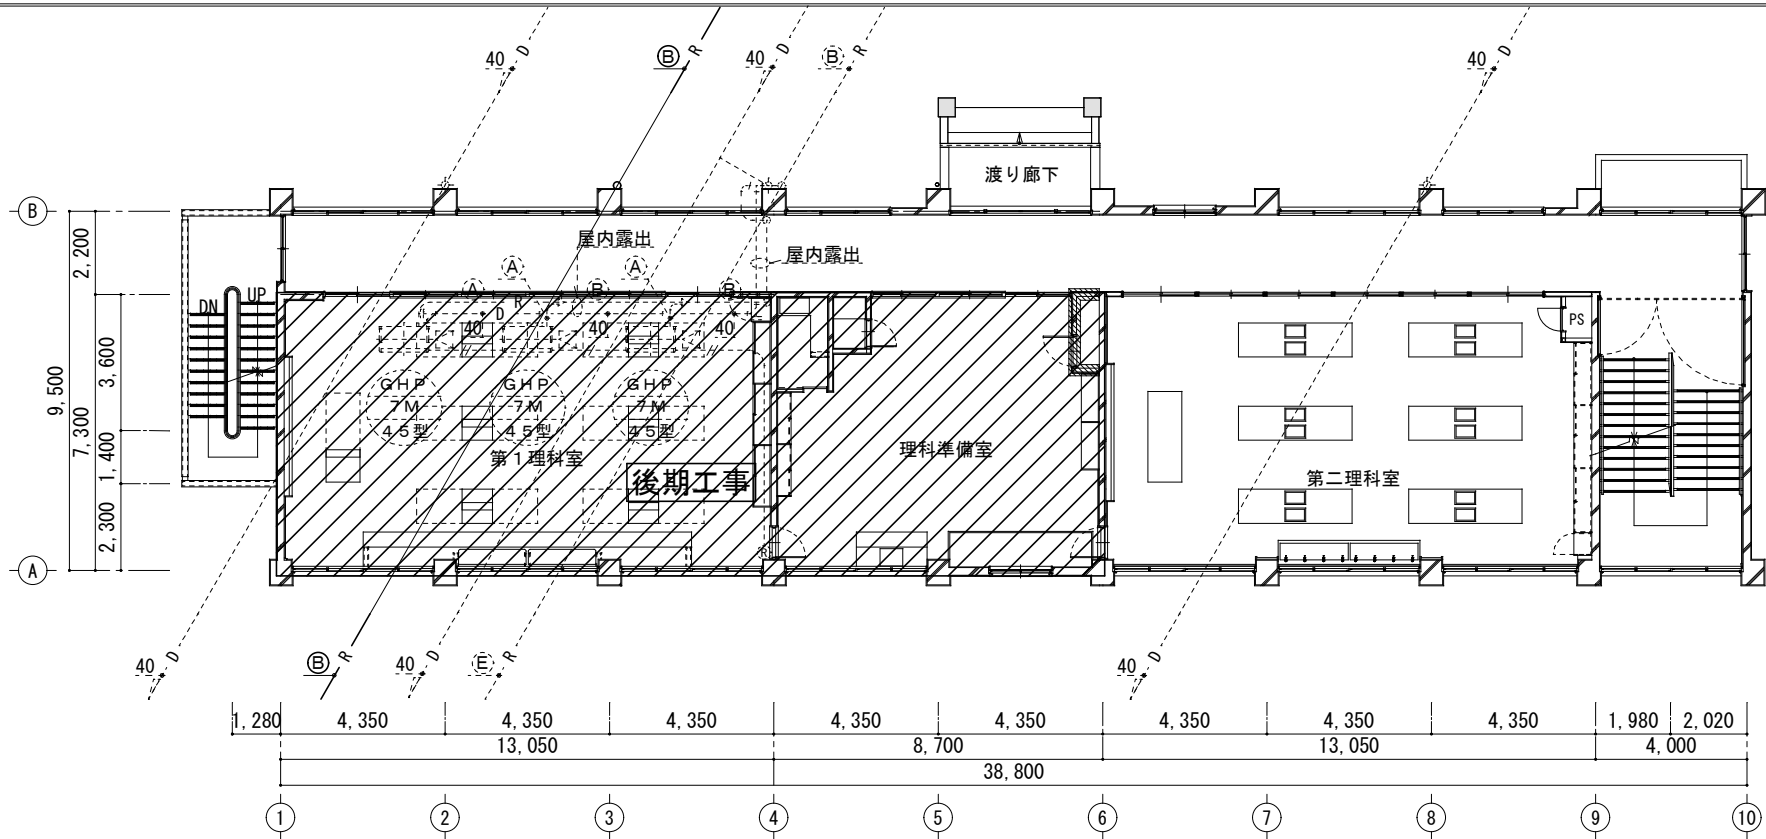 40 D
Ⓑ R
40 D
Ⓑ R
40 D
渡り廊下
B
屋内露出
屋内露出
2,200
DN
UP
Ⓐ
Ⓐ
Ⓐ
R
Ⓑ
Ⓑ
D
40
40
40
PS
9,500
7,300
3,600
1,400
2,300
GHP
7M
45型
GHP
7M
45型
GHP
7M
45型
第1理科室
後期工事
理科準備室
第二理科室
R
A
40 D
Ⓑ R
40 D
Ⓔ R
40 D
1,280
4,350
4,350
4,350
4,350
4,350
4,350
4,350
4,350
1,980
2,020
13,050
8,700
13,050
4,000
38,800
1
2
3
4
5
6
7
8
9
10